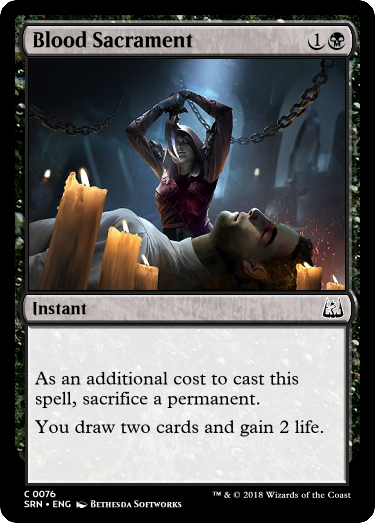 Blood Sacrament 1
Instant
As an additional cost to cast this
spell, sacrifice a permanent.
You draw two cards and gain 2 life.
C 0076
SRN • ENG Bethesda Softworks
™ & © 2018 Wizards of the Coast